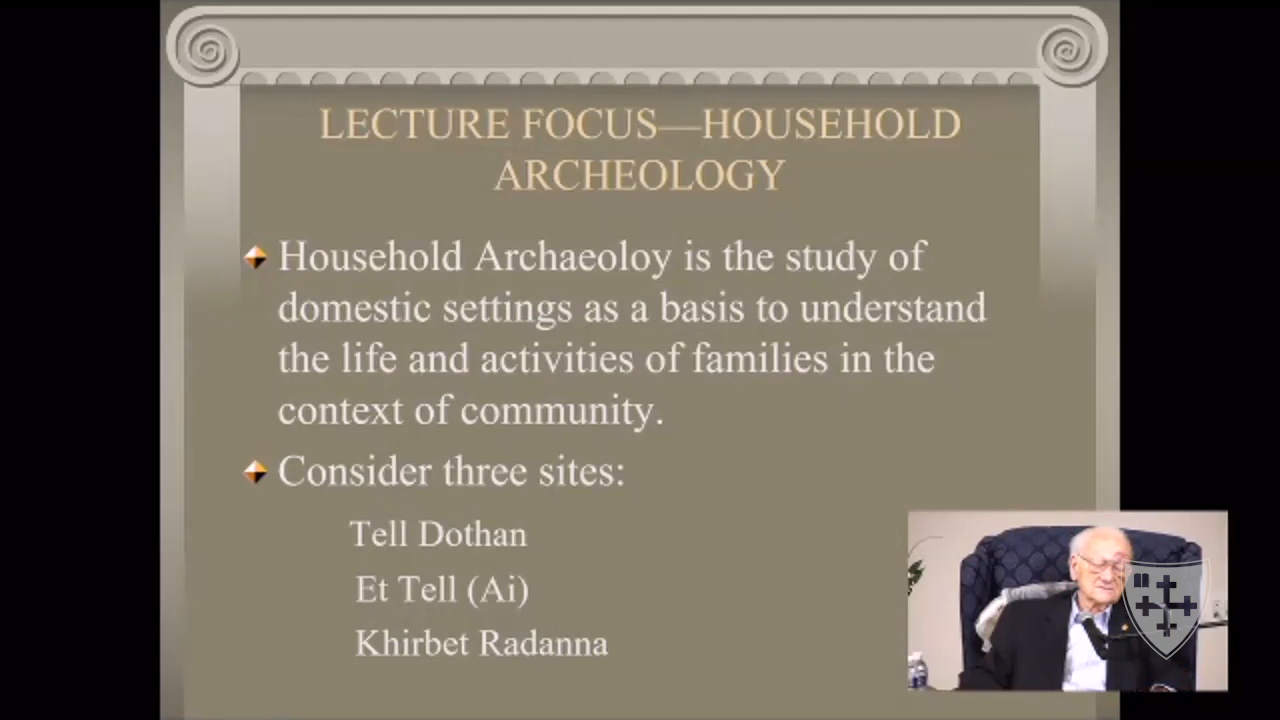 LECTURE FOCUS—HOUSEHOLD
ARCHEOLOGY
Household Archaeoloy is the study of
domestic settings as a basis to understand
the life and activities of families in the
context of community.
Consider three sites:
Tell Dothan
Et Tell (Ai)
Khirbet Radanna